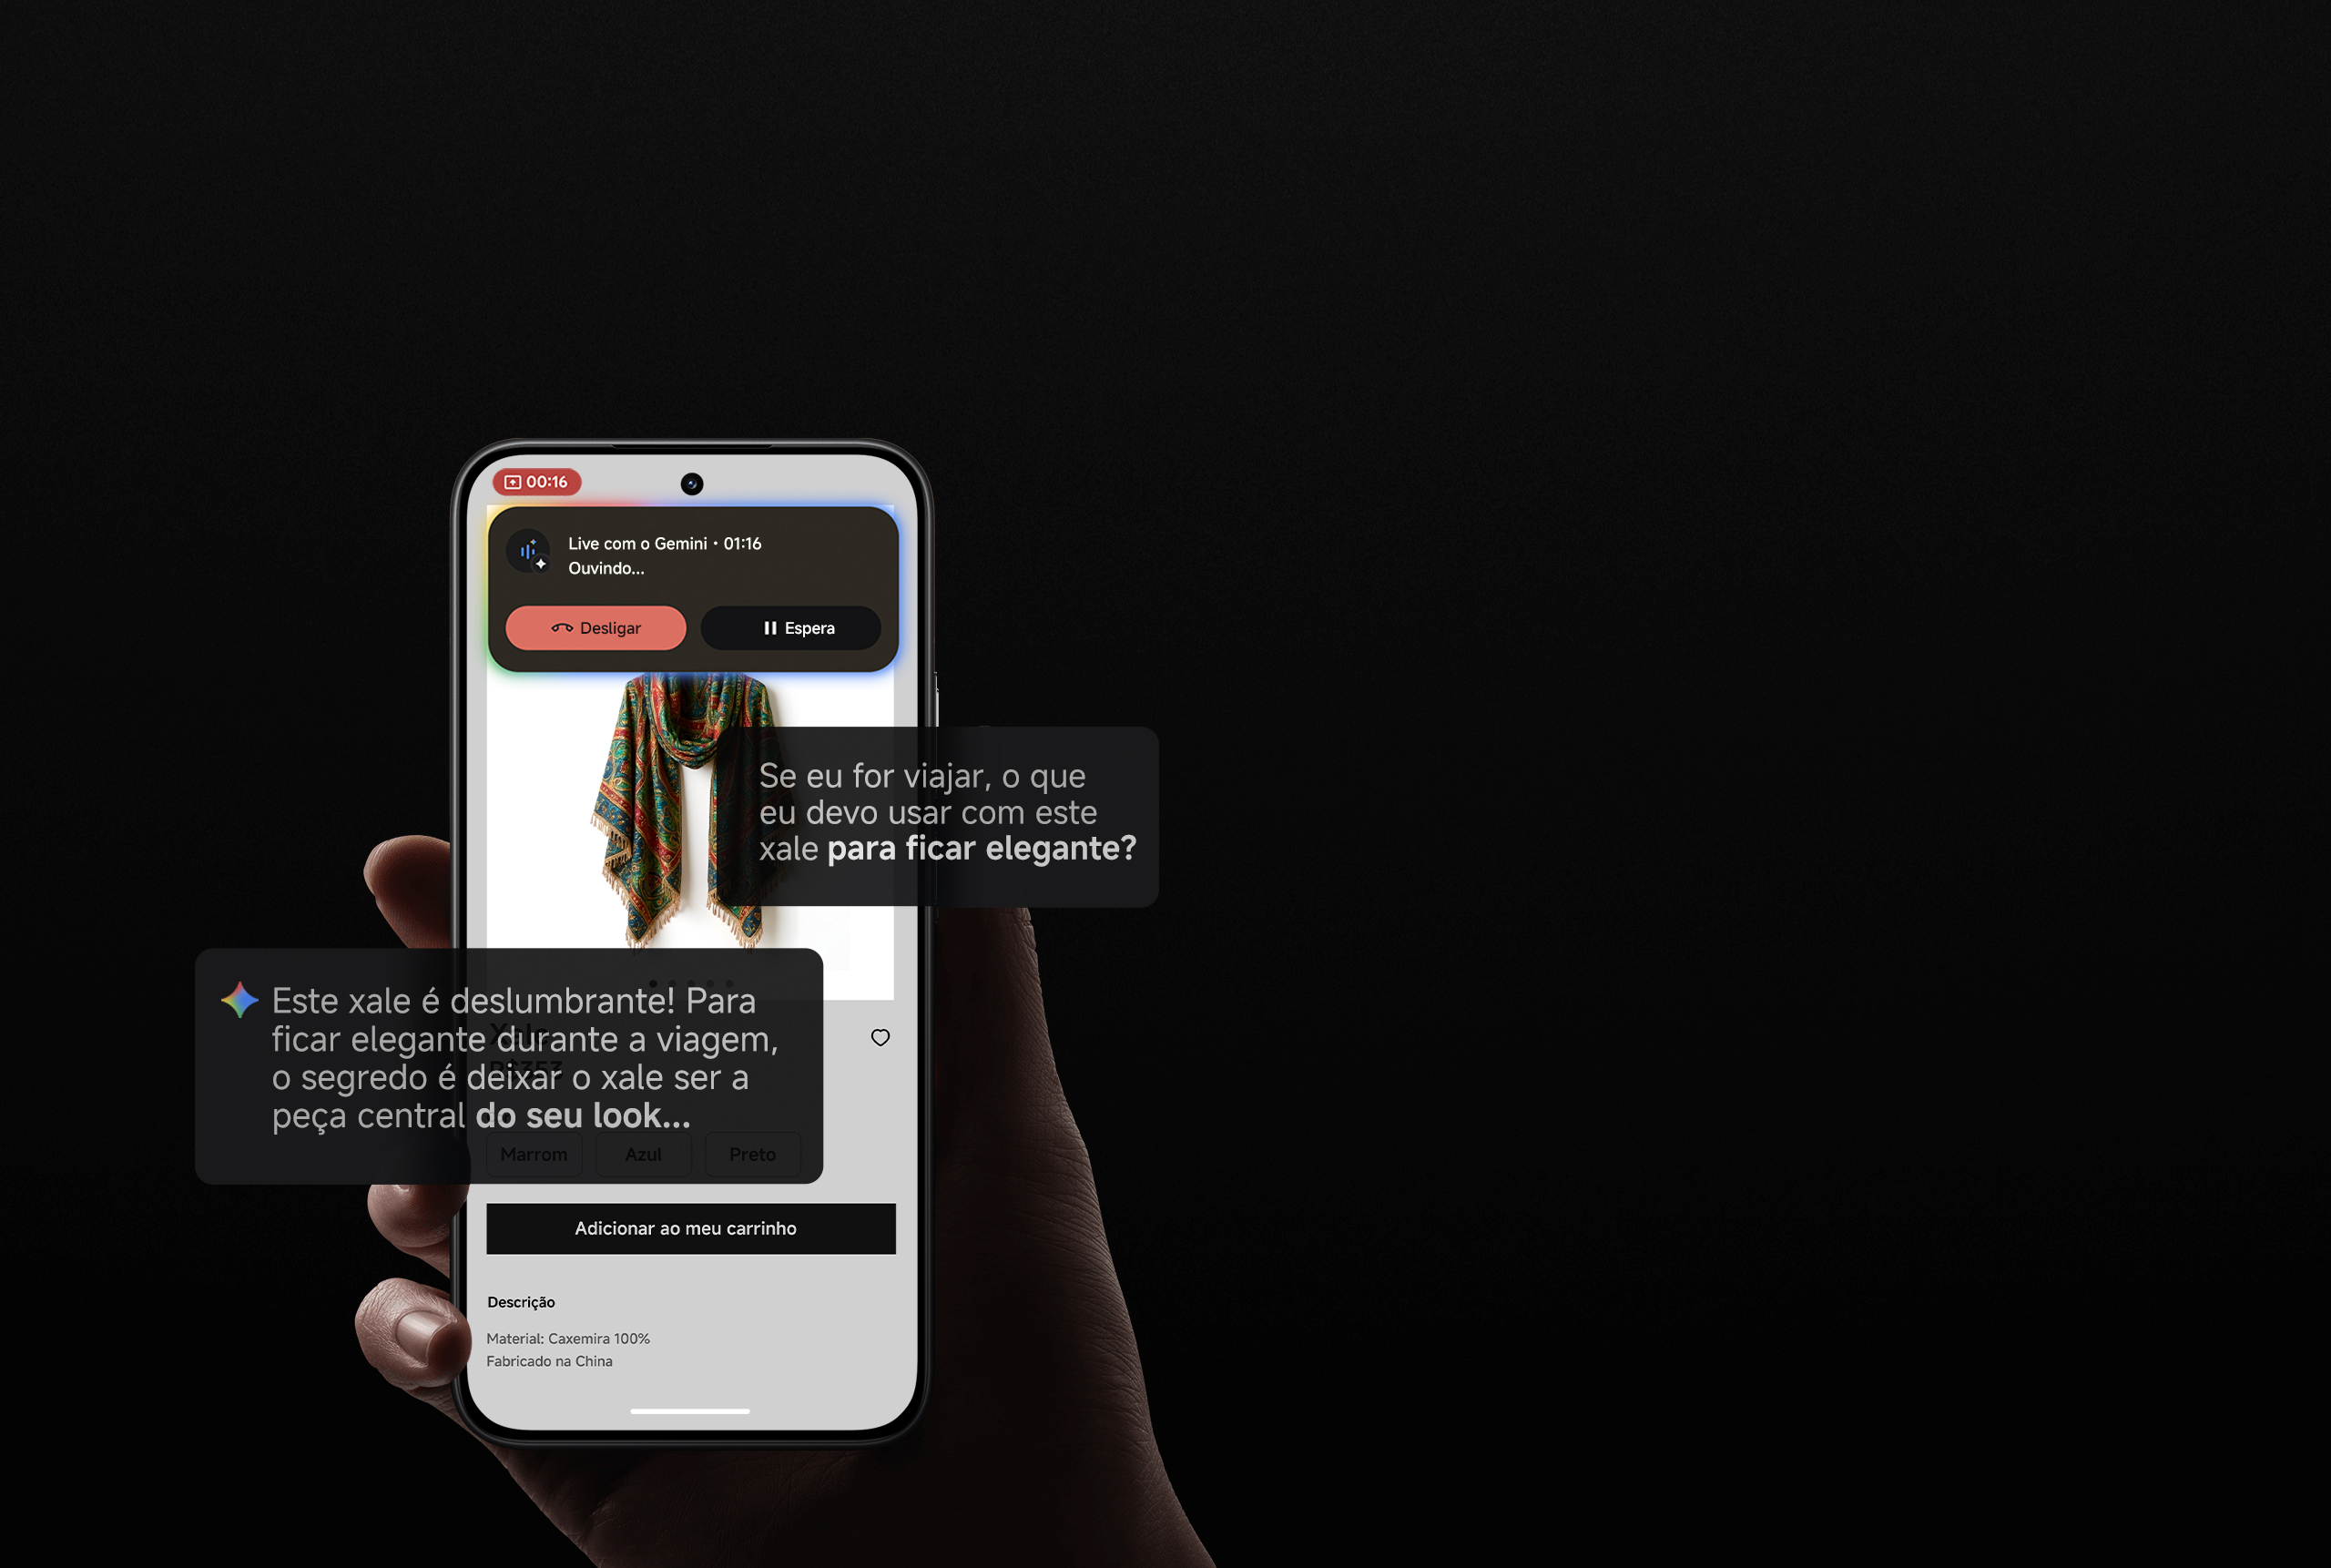 00:16
Live com o Gemini • 01:16
Ouvindo...
Desligar
Espera
Se eu for viajar, o que
eu devo usar com este
xale para ficar elegante?
Este xale é deslumbrante! Para
ficar elegante durante a viagem,
o segredo é deixar o xale ser a
peça central do seu look...
Marrom
Azul
Preto
Adicionar ao meu carrinho
Descrição
Material: Caxemira 100%
Fabricado na China